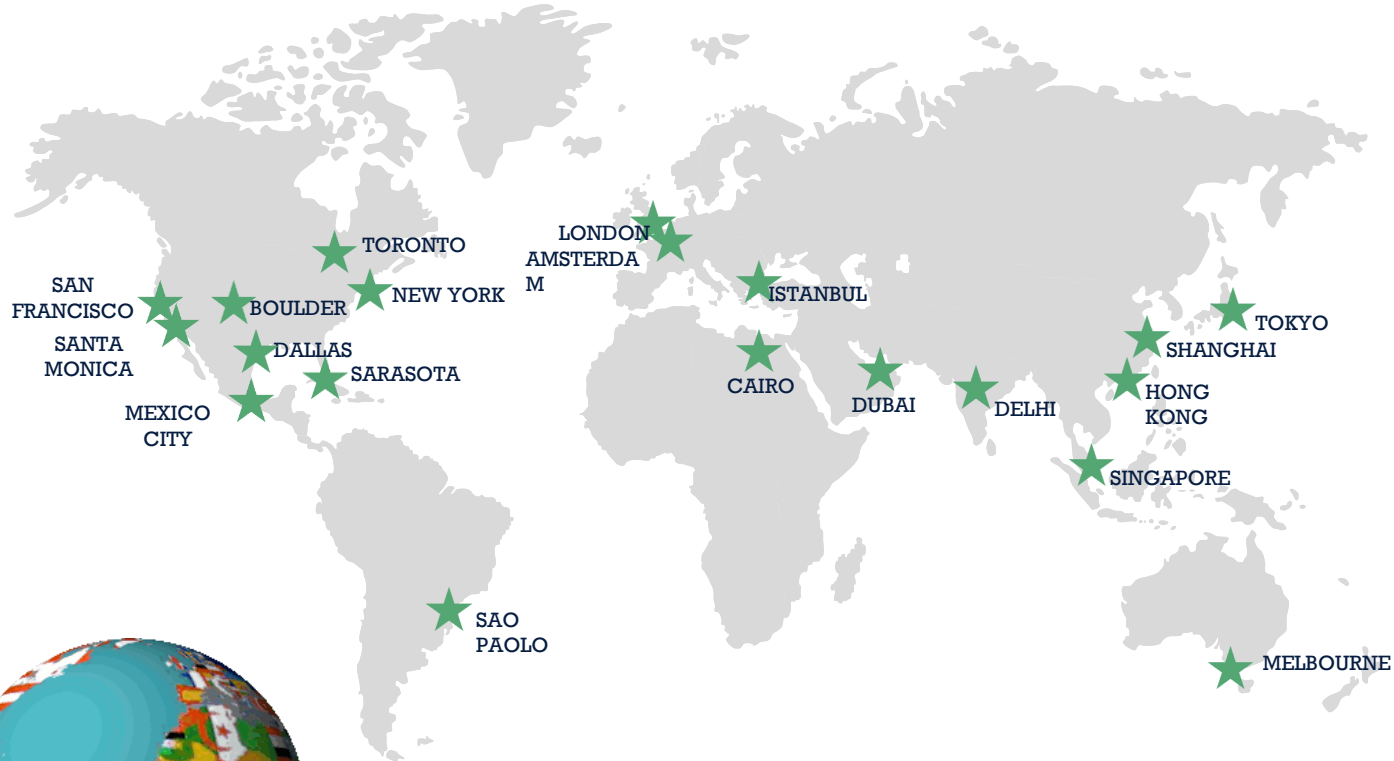 TORONTO
LONDON
AMSTERDA
M
SAN
FRANCISCO
BOULDER
NEW YORK
ISTANBUL
SANTA
MONICA
DALLAS
SARASOTA
MEXICO
CITY
CAIRO
DUBAI
DELHI
TOKYO
SHANGHAI
HONG
KONG
SINGAPORE
SAO
PAOLO
MELBOURNE